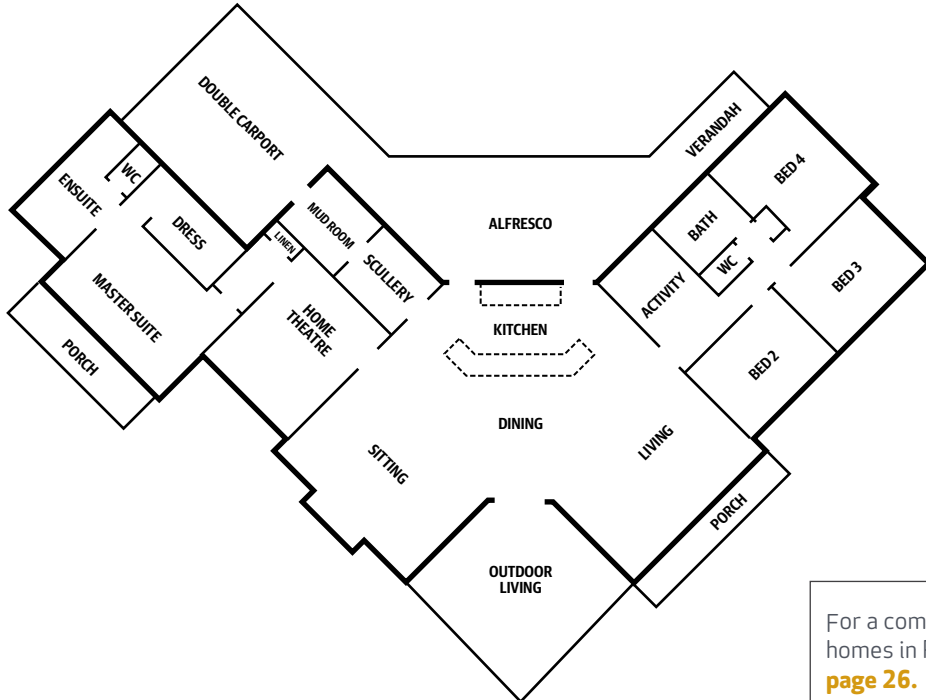 DOUBLE CARPORT
VERANDAH
BED 4
WC
ENSUITE
DRESS
MUD ROOM
LINEN
SCULLERY
ALFRESCO
BATH
WC
ACTIVITY
BED 3
MASTER SUITE
HOME
THEATRE
KITCHEN
PORCH
BED 2
DINING
SITTING
LIVING
PORCH
OUTDOOR
LIVING
For a com
homes in
page 26.